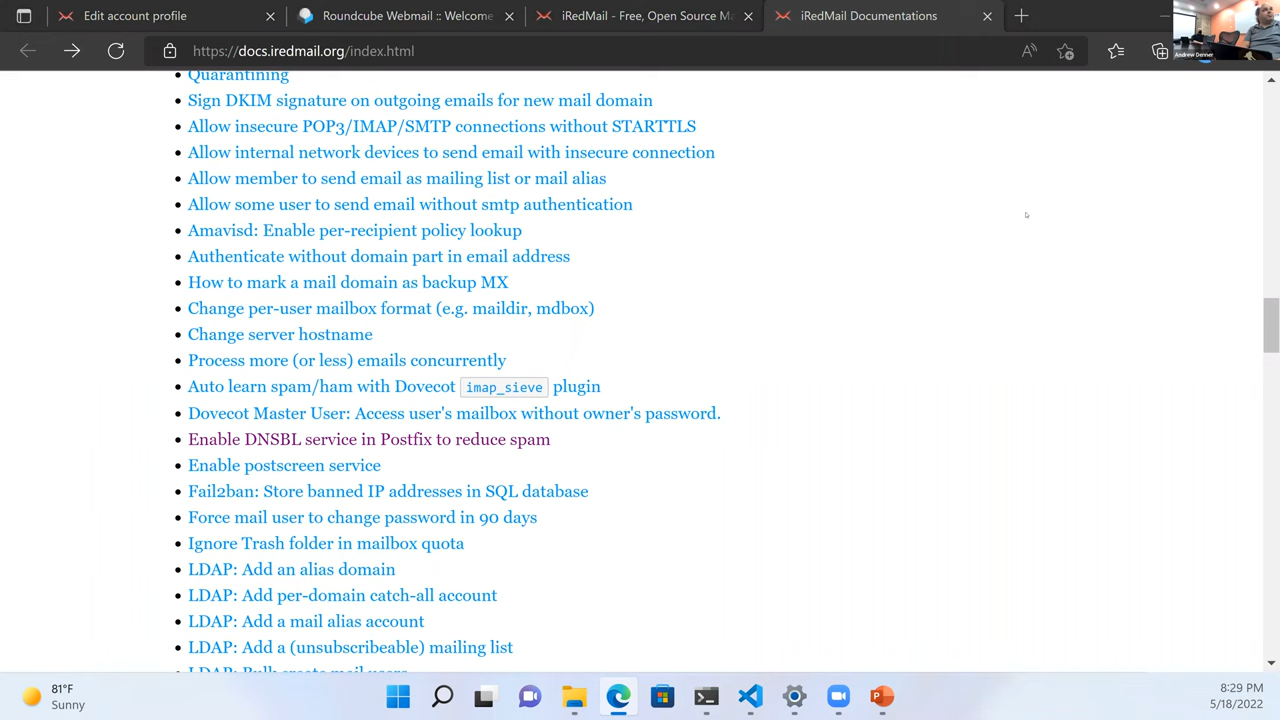 Edit account profile
Roundcube Webmail :: Welcome
iRedMail - Free, Open Source Ma
iRedMail Documentations
https://docs.iredmail.org/index.html
Andrew Denner
Quarantining
Sign DKIM signature on outgoing emails for new mail domain
Allow insecure POP3/IMAP/SMTP connections without STARTTLS
Allow internal network devices to send email with insecure connection
Allow member to send email as mailing list or mail alias
Allow some user to send email without smtp authentication
Amavisd: Enable per-recipient policy lookup
Authenticate without domain part in email address
How to mark a mail domain as backup MX
Change per-user mailbox format (e.g. maildir, mdbox)
Change server hostname
Process more (or less) emails concurrently
Auto learn spam/ham with Dovecot imap_sieve plugin
Dovecot Master User: Access user's mailbox without owner's password.
Enable DNSBL service in Postfix to reduce spam
Enable postscreen service
Fail2ban: Store banned IP addresses in SQL database
Force mail user to change password in 90 days
Ignore Trash folder in mailbox quota
LDAP: Add an alias domain
LDAP: Add per-domain catch-all account
LDAP: Add a mail alias account
LDAP: Add a (unsubscribeable) mailing list
LDAP: Bulk create mail users
81°F
Sunny
8:29 PM
5/18/2022